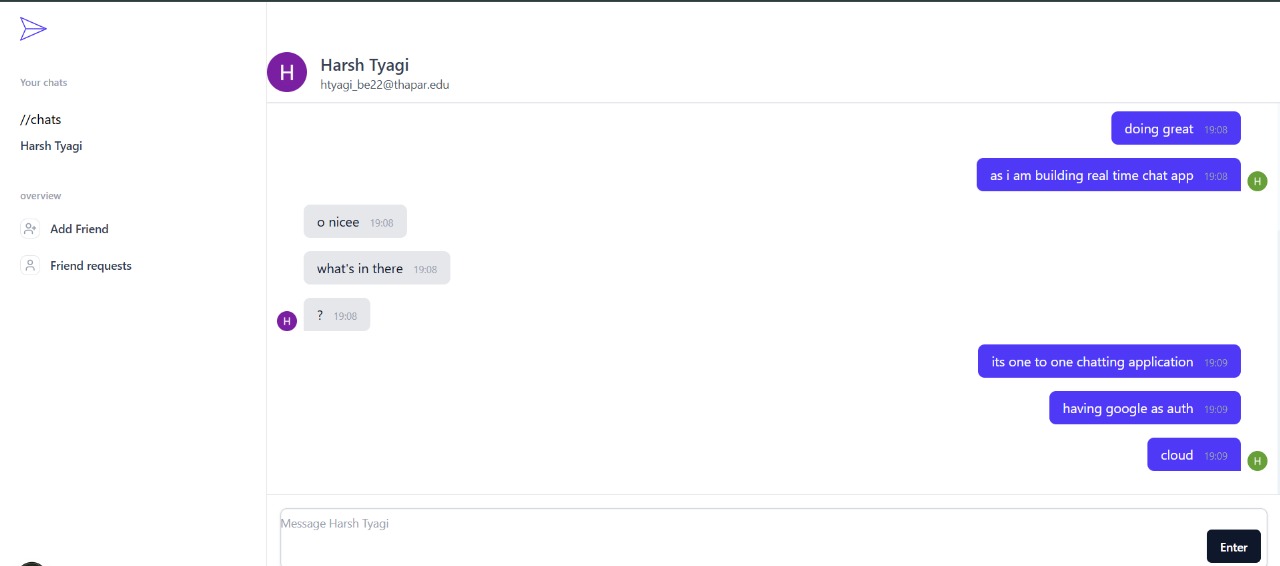 Your chats
//chats
Harsh Tyagi
overview
Add Friend
Friend requests
H
Harsh Tyagi
htyagi_be22@thapar.edu
doing great 19:08
as i am building real time chat app 19:08
H
o nicee 19:08
what's in there 19:08
? 19:08
H
its one to one chatting application 19:09
having google as auth 19:09
cloud 19:09
H
Message Harsh Tyagi
Enter